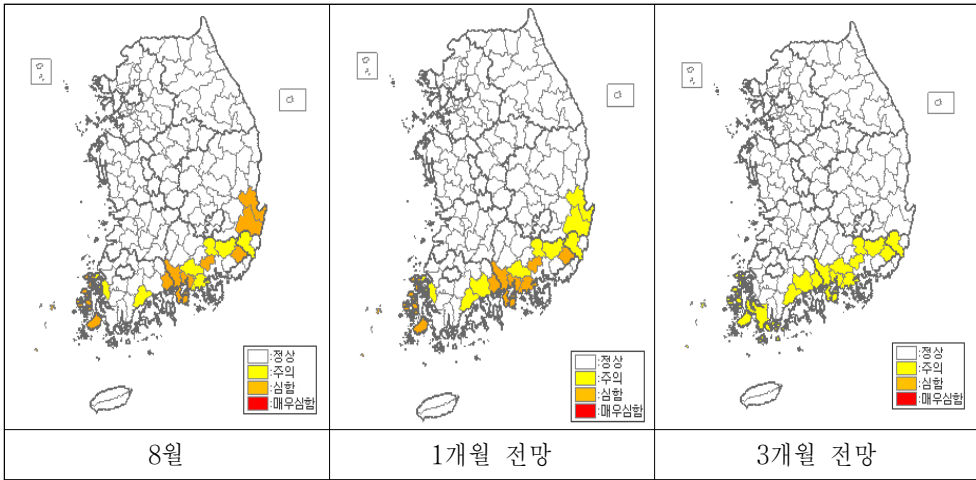 :정상
:주의
:심함
:매우심함
:정상
:주의
:심함
:매우심함
:정상
:주의
:심함
:매우심함
8월
1개월 전망
3개월 전망